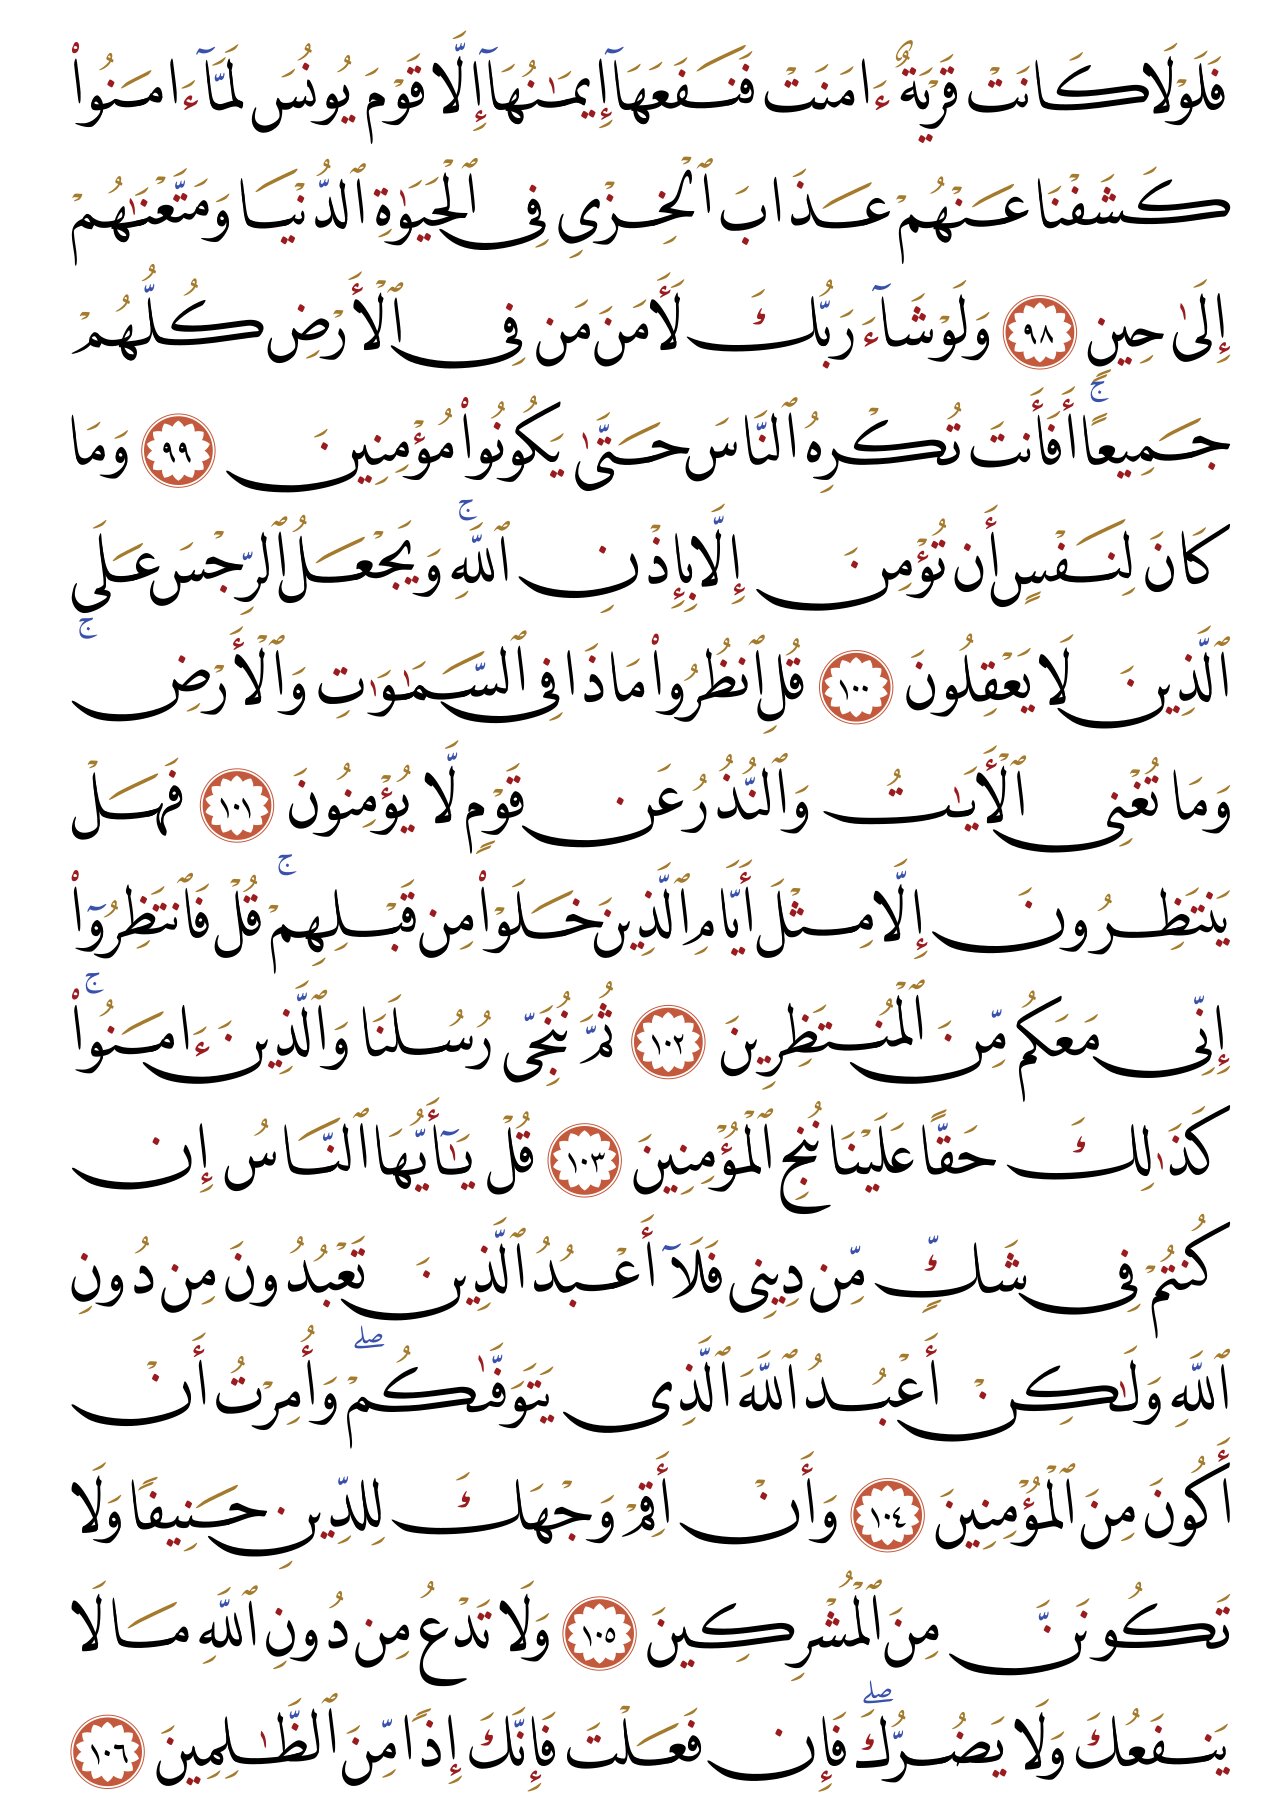 فَلَوۡلَا كَانَتۡ قَرۡيَةٌ ءَامَنَتۡ فَنَفَعَهَآ إِيمَٰنُهَآ إِلَّا قَوۡمَ يُونُسَ لَمَّآ ءَامَنُواْ
كَشَفۡنَا عَنۡهُمۡ عَذَابَ ٱلۡخِزۡيِ فِي ٱلۡحَيَوٰةِ ٱلدُّنۡيَا وَمَتَّعۡنَٰهُمۡ
إِلَىٰ حِينٖ ٩٨ وَلَوۡ شَآءَ رَبُّكَ لَأٓمَنَ مَن فِي ٱلۡأَرۡضِ كُلُّهُمۡ
جَمِيعًاۚ أَفَأَنتَ تُكۡرِهُ ٱلنَّاسَ حَتَّىٰ يَكُونُواْ مُؤۡمِنِينَ ٩٩ وَمَا
كَانَ لِنَفۡسٍ أَن تُؤۡمِنَ إِلَّا بِإِذۡنِ ٱللَّهِۚ وَيَجۡعَلُ ٱلرِّجۡسَ عَلَى
ٱلَّذِينَ لَا يَعۡقِلُونَ ١٠٠ قُلِ ٱنظُرُواْ مَاذَا فِي ٱلسَّمَٰوَٰتِ وَٱلۡأَرۡضِۚ
وَمَا تُغۡنِي ٱلۡأٓيَٰتُ وَٱلنُّذُرُ عَن قَوۡمٖ لَّا يُؤۡمِنُونَ ١٠١ فَهَلۡ
يَنتَظِرُونَ إِلَّا مِثۡلَ أَيَّامِ ٱلَّذِينَ خَلَوۡاْ مِن قَبۡلِهِمۡۚ قُلۡ فَٱنتَظِرُوٓاْ
إِنِّي مَعَكُم مِّنَ ٱلۡمُنتَظِرِينَ ١٠٢ ثُمَّ نُنَجِّي رُسُلَنَا وَٱلَّذِينَ ءَامَنُواْۚ
كَذَٰلِكَ حَقًّا عَلَيۡنَا نُنجِ ٱلۡمُؤۡمِنِينَ ١٠٣ قُلۡ يَٰٓأَيُّهَا ٱلنَّاسُ إِن
كُنتُمۡ فِي شَكّٖ مِّن دِينِي فَلَآ أَعۡبُدُ ٱلَّذِينَ تَعۡبُدُونَ مِن دُونِ
ٱللَّهِ وَلَٰكِنۡ أَعۡبُدُ ٱللَّهَ ٱلَّذِي يَتَوَفَّىٰكُمۡۖ وَأُمِرۡتُ أَنۡ
أَكُونَ مِنَ ٱلۡمُؤۡمِنِينَ ١٠٤ وَأَنۡ أَقِمۡ وَجۡهَكَ لِلدِّينِ حَنِيفٗا وَلَا
تَكُونَنَّ مِنَ ٱلۡمُشۡرِكِينَ ١٠٥ وَلَا تَدۡعُ مِن دُونِ ٱللَّهِ مَا لَا
يَنفَعُكَ وَلَا يَضُرُّكَۖ فَإِن فَعَلۡتَ فَإِنَّكَ إِذٗا مِّنَ ٱلظَّٰلِمِينَ ١٠٦